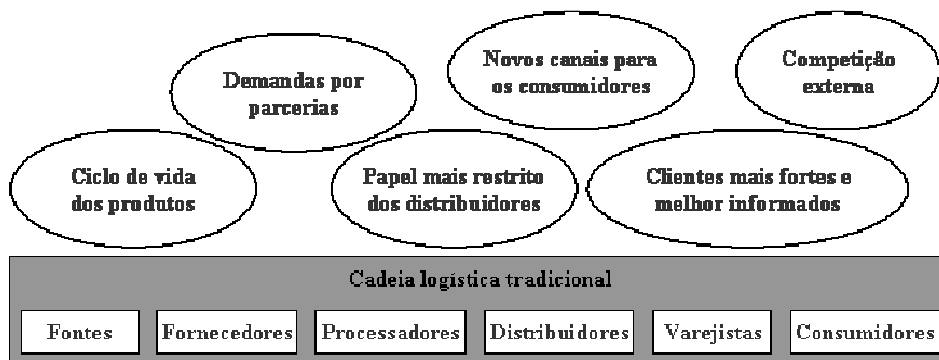 Demandas por
parcerias
Novos canais para
os consumidores
Competição
externa
Ciclo de vida
dos produtos
Papel mais restrito
dos distribuidores
Clientes mais fortes e
melhor informados
Cadeia logística tradicional
Fontes
Fornecedores
Processadores
Distribuidores
Varejistas
Consumidores